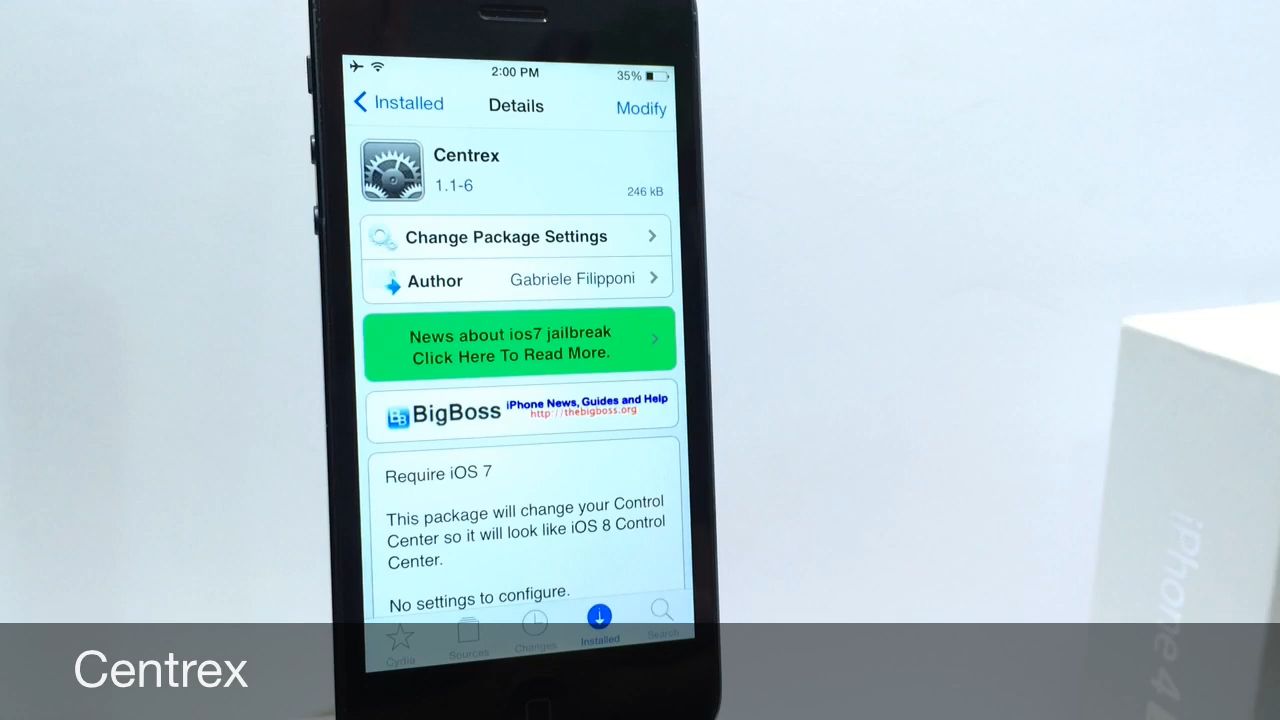 2:00 PM
35%
Installed
Details
Modify
Centrex
1.1-6
246 kB
Change Package Settings
Author
Gabriele Filipponi
News about ios7 jailbreak
Click Here To Read More.
BB
BigBoss
iPhone News, Guides and Help
http://thebigboss.org
Require iOS 7
This package will change your Control
Center so it will look like iOS 8 Control
Center.
No settings to configure.
Cydia
Sources
Changes
Installed
Search
Centrex
iPhone 4